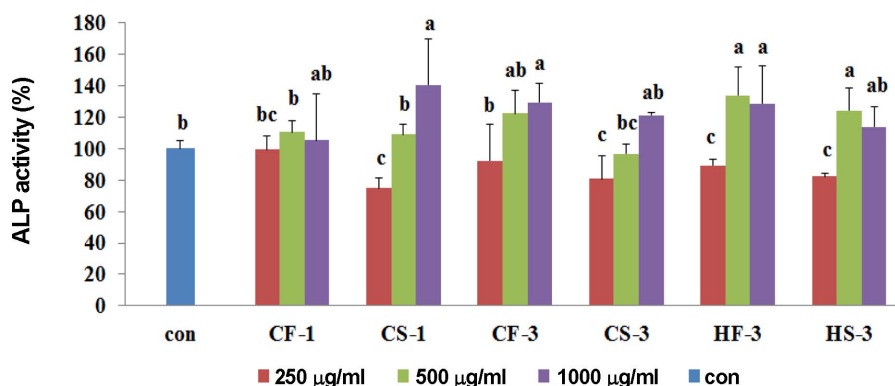 ALP activity (%)
180
160
140
120
100
80
60
40
20
0
b
bc
b
ab
c
b
a
b
ab
a
c
bc
ab
c
a
a
c
a
ab
con CF-1 CS-1 CF-3 CS-3 HF-3 HS-3
250 μg/ml 500 μg/ml 1000 μg/ml con